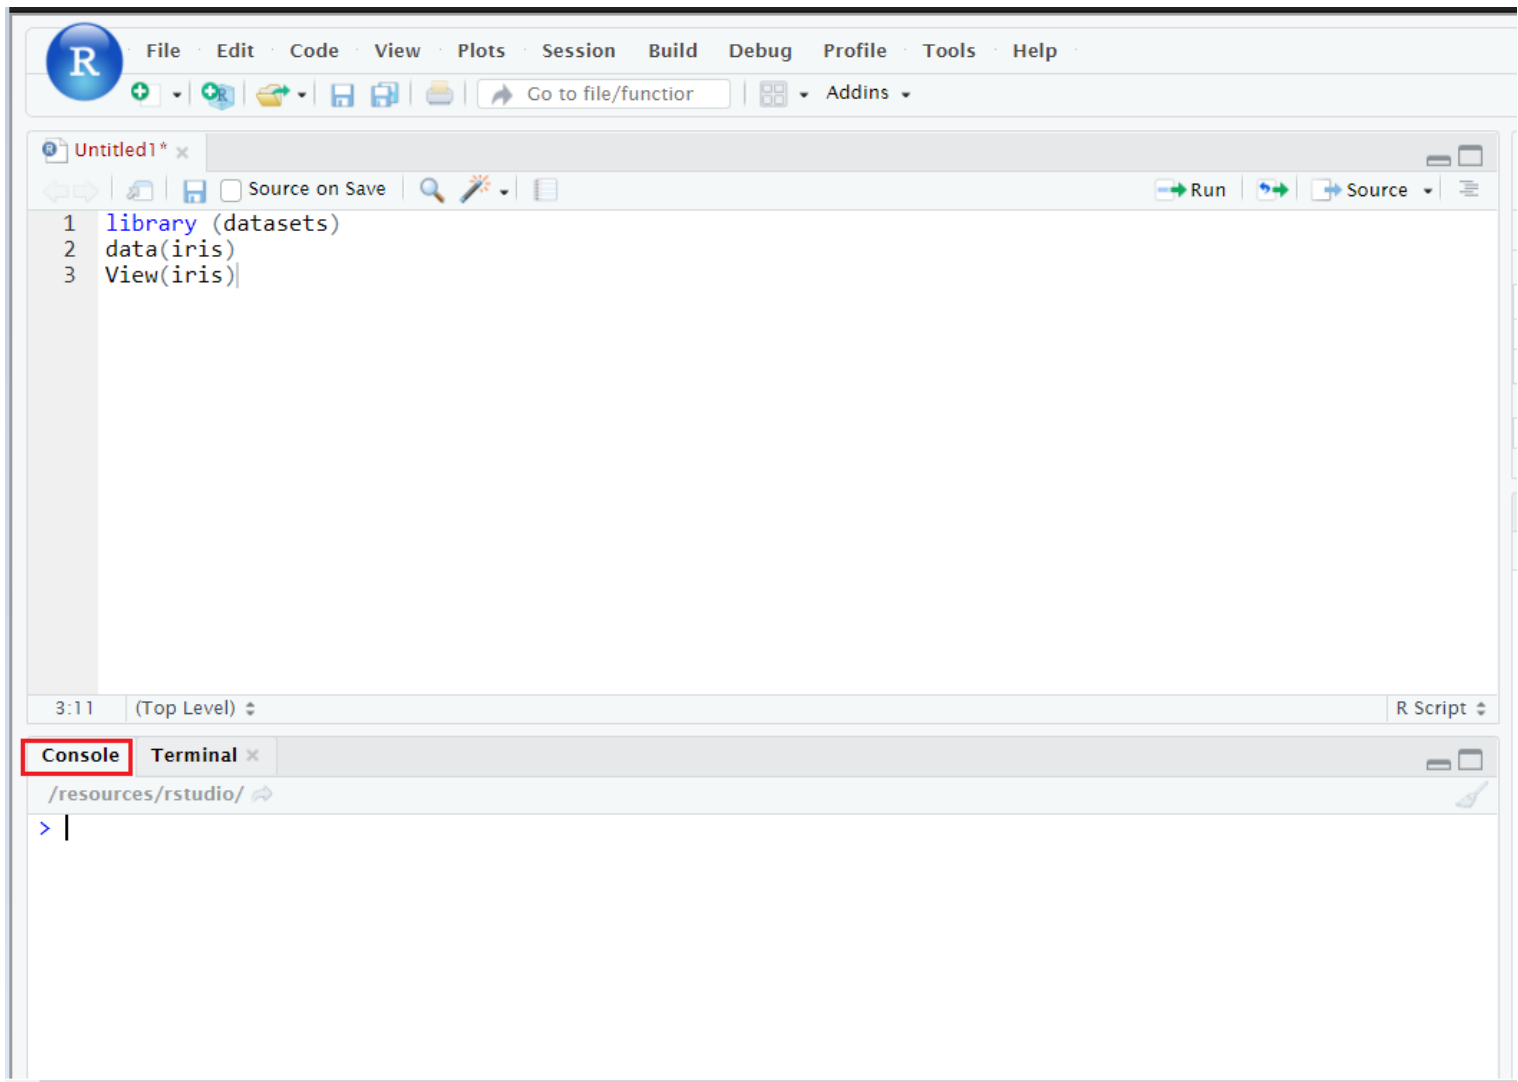 R File Edit Code View Plots Session Build Debug Profile Tools Help
R Go to file/functior Addins
R Untitled1*
Source on Save Run Source
1 library (datasets)
2 data(iris)
3 View(iris)
3:11 (Top Level) R Script
Console Terminal
/resources/rstudio/
>